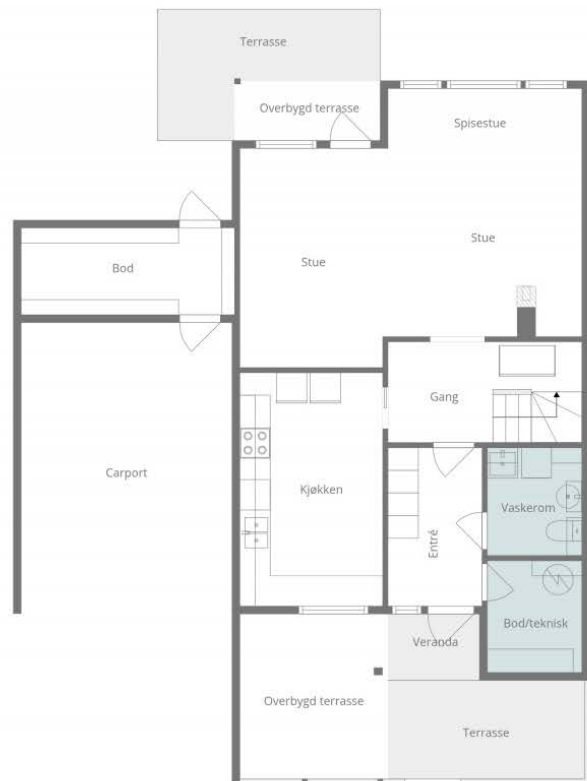 Terrasse
Overbygd terrasse
Spisestue
Stue
Stue
Bod
Gang
Carport
Kjøkken
Vaskerom
Entré
Bod/teknisk
Veranda
Overbygd terrasse
Terrasse